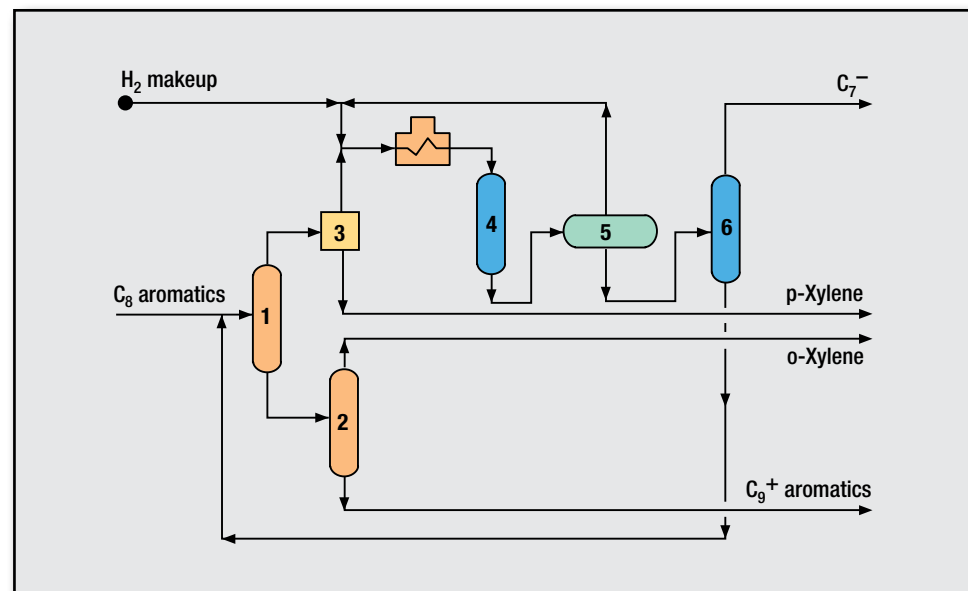 H₂ makeup
C₇⁻
3
4
5
6
C₈ aromatics
1
p-Xylene
o-Xylene
2
C₉⁺ aromatics